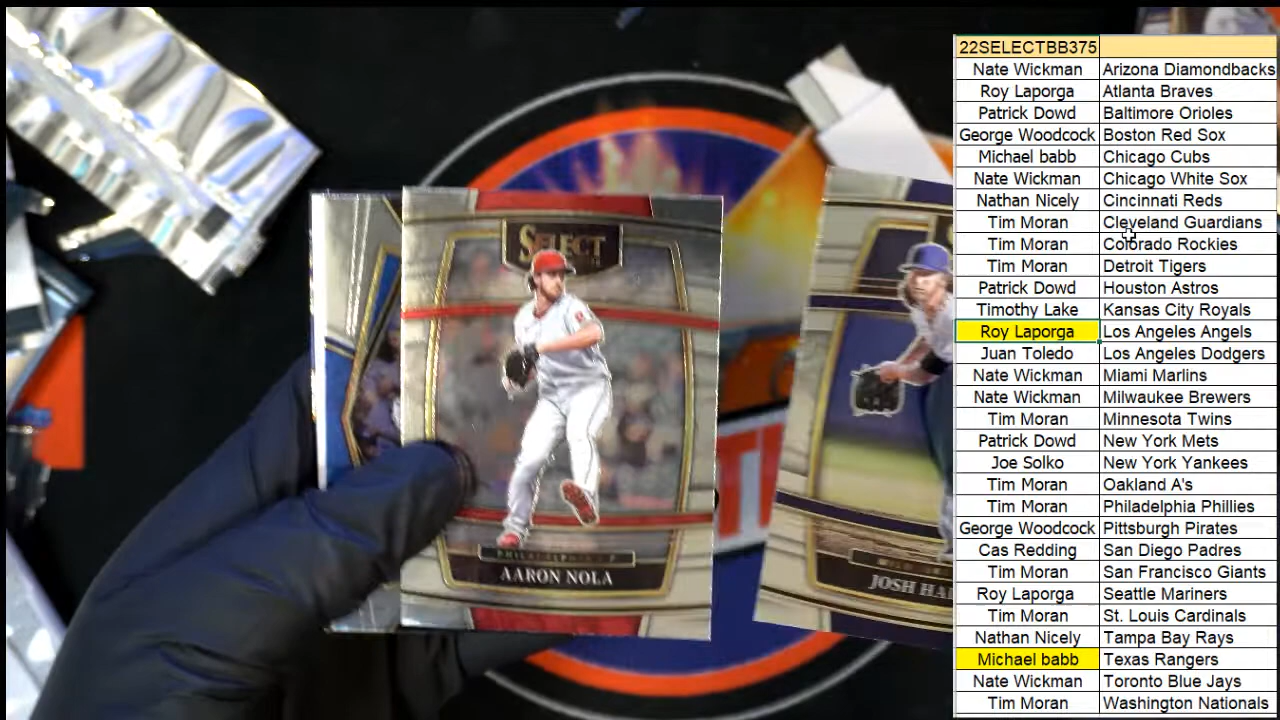 SELECT
PHILADELPHIA - P
AARON NOLA
JOSH HA
22SELECTBB375
Nate Wickman Arizona Diamondbacks
Roy Laporga Atlanta Braves
Patrick Dowd Baltimore Orioles
George Woodcock Boston Red Sox
Michael babb Chicago Cubs
Nate Wickman Chicago White Sox
Nathan Nicely Cincinnati Reds
Tim Moran Cleveland Guardians
Tim Moran Colorado Rockies
Tim Moran Detroit Tigers
Patrick Dowd Houston Astros
Timothy Lake Kansas City Royals
Roy Laporga Los Angeles Angels
Juan Toledo Los Angeles Dodgers
Nate Wickman Miami Marlins
Nate Wickman Milwaukee Brewers
Tim Moran Minnesota Twins
Patrick Dowd New York Mets
Joe Solko New York Yankees
Tim Moran Oakland A's
Tim Moran Philadelphia Phillies
George Woodcock Pittsburgh Pirates
Cas Redding San Diego Padres
Tim Moran San Francisco Giants
Roy Laporga Seattle Mariners
Tim Moran St. Louis Cardinals
Nathan Nicely Tampa Bay Rays
Michael babb Texas Rangers
Nate Wickman Toronto Blue Jays
Tim Moran Washington Nationals